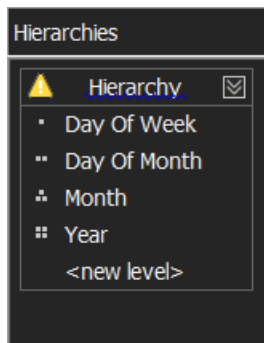 Hierarchies
Hierarchy
Day Of Week
Day Of Month
Month
Year
<new level>